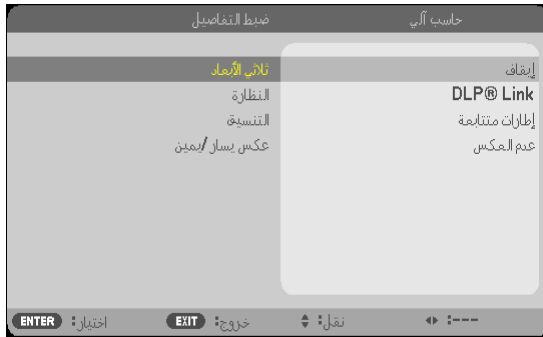 ضبط التفاصيل حاسب آلي
ثلاثي الأبعاد إيقاف
النظارة DLP® Link
التنسيق إطارات متتابعة
عكس يسار/يمين عدم العكس
ENTER :اختيار EXIT :خروج نقل: ---: